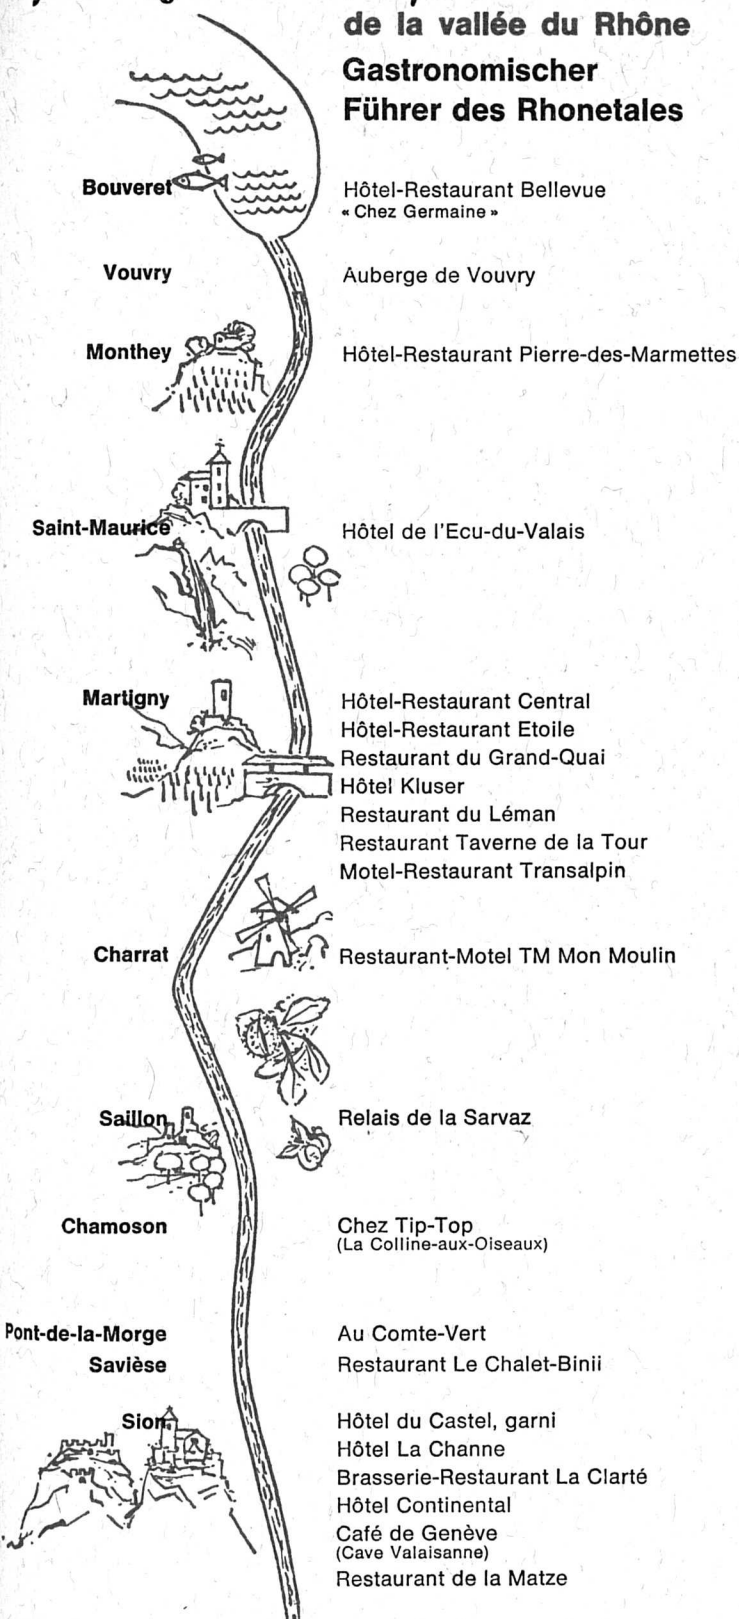 de la vallée du Rhône
Gastronomischer
Führer des Rhonetales
Bouveret
Hôtel-Restaurant Bellevue
« Chez Germaine »
Vouvry
Auberge de Vouvry
Monthey
Hôtel-Restaurant Pierre-des-Marmettes
Saint-Maurice
Hôtel de l'Ecu-du-Valais
Martigny
Hôtel-Restaurant Central
Hôtel-Restaurant Etoile
Restaurant du Grand-Quai
Hôtel Kluser
Restaurant du Léman
Restaurant Taverne de la Tour
Motel-Restaurant Transalpin
Charrat
Restaurant-Motel TM Mon Moulin
Saillon
Relais de la Sarvaz
Chamoson
Chez Tip-Top
(La Colline-aux-Oiseaux)
Pont-de-la-Morge
Au Comte-Vert
Savièse
Restaurant Le Chalet-Binii
Sion
Hôtel du Castel, garni
Hôtel La Channe
Brasserie-Restaurant La Clarté
Hôtel Continental
Café de Genève
(Cave Valaisanne)
Restaurant de la Matze